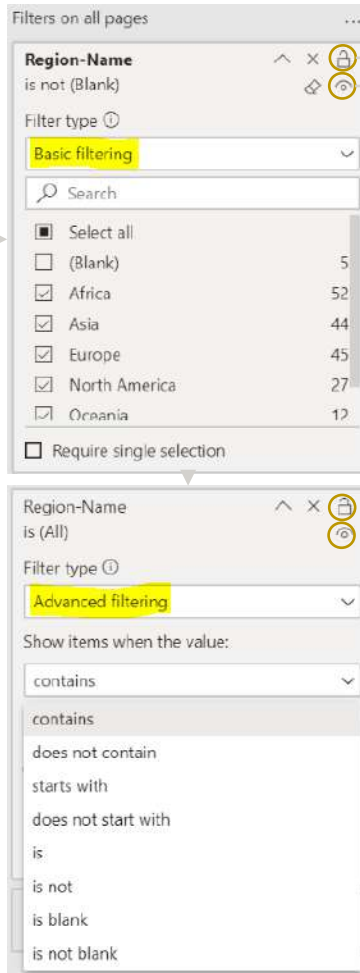 Filters on all pages
Region-Name
is not (Blank)
Filter type
Basic filtering
Search
Select all
(Blank) 5
Africa 52
Asia 44
Europe 45
North America 27
Oceania 12
Require single selection
Region-Name
is (All)
Filter type
Advanced filtering
Show items when the value:
contains
contains
does not contain
starts with
does not start with
is
is not
is blank
is not blank